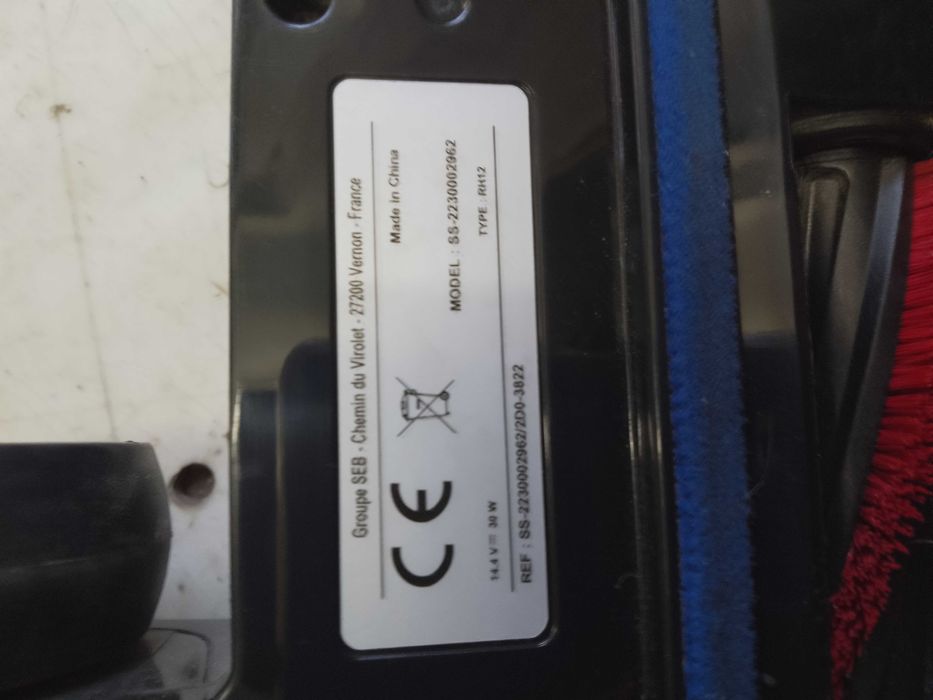 Groupe SEB - Chemin du Virolet - 27200 Vernon - France
Made in China
CE
MODEL : SS-2230002962
14.4 V⎓ 30 W
TYPE : RH12
REF : SS-2230002962/2D0-3822